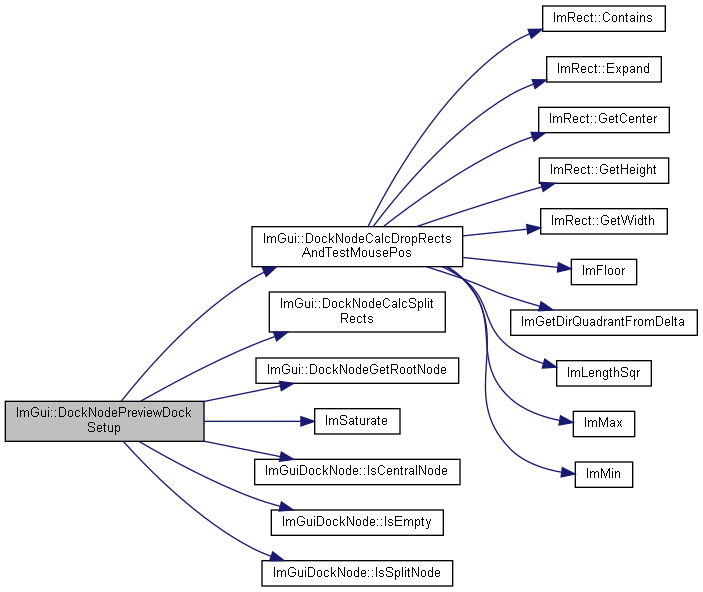 ImGui::DockNodePreviewDock
Setup
ImGui::DockNodeCalcDropRects
AndTestMousePos
ImRect::Contains
ImRect::Expand
ImRect::GetCenter
ImRect::GetHeight
ImRect::GetWidth
ImFloor
ImGetDirQuadrantFromDelta
ImLengthSqr
ImMax
ImMin
ImGui::DockNodeCalcSplit
Rects
ImGui::DockNodeGetRootNode
ImSaturate
ImGuiDockNode::IsCentralNode
ImGuiDockNode::IsEmpty
ImGuiDockNode::IsSplitNode